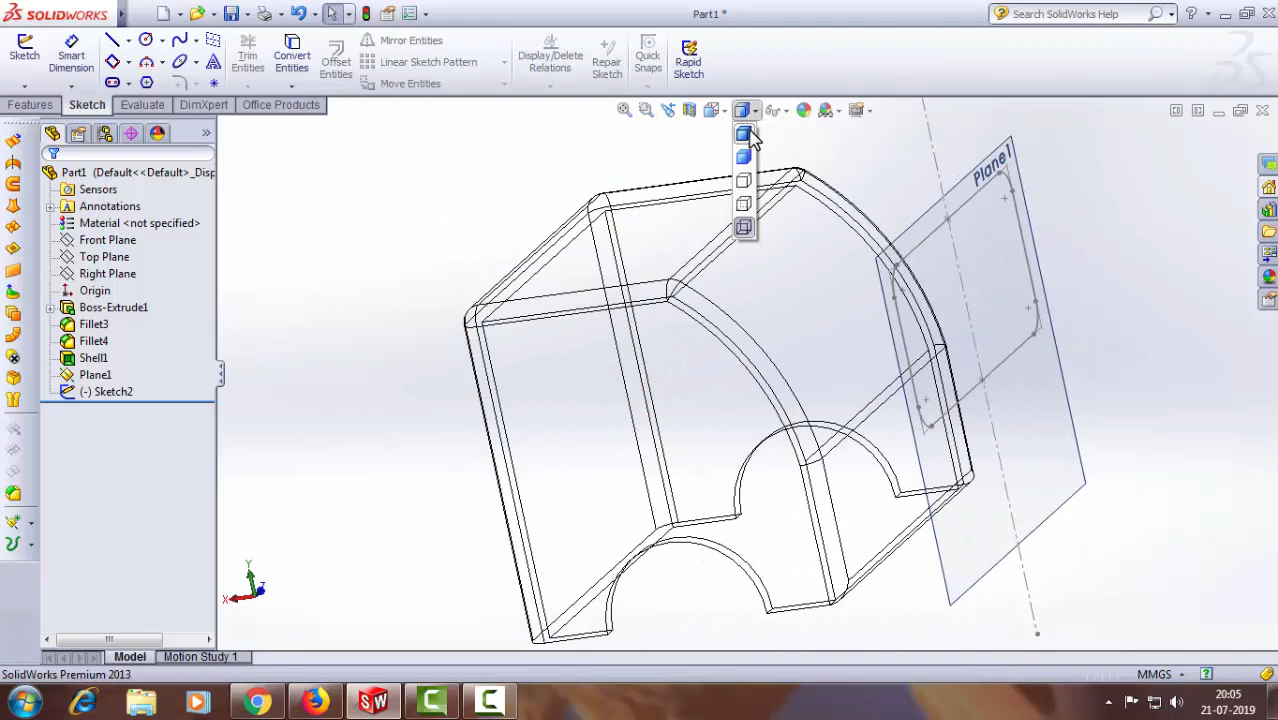 SOLIDWORKS
Part1 *
Search SolidWorks Help
Sketch
Smart Dimension
Trim Entities
Convert Entities
Offset Entities
Mirror Entities
Linear Sketch Pattern
Move Entities
Display/Delete Relations
Repair Sketch
Quick Snaps
Rapid Sketch
Features
Sketch
Evaluate
DimXpert
Office Products
Part1 (Default<<Default>_Disp
Sensors
Annotations
Material <not specified>
Front Plane
Top Plane
Right Plane
Origin
Boss-Extrude1
Fillet3
Fillet4
Shell1
Plane1
(-) Sketch2
Plane1
Y
X
Z
Model
Motion Study 1
SolidWorks Premium 2013
MMGS
20:05
21-07-2019